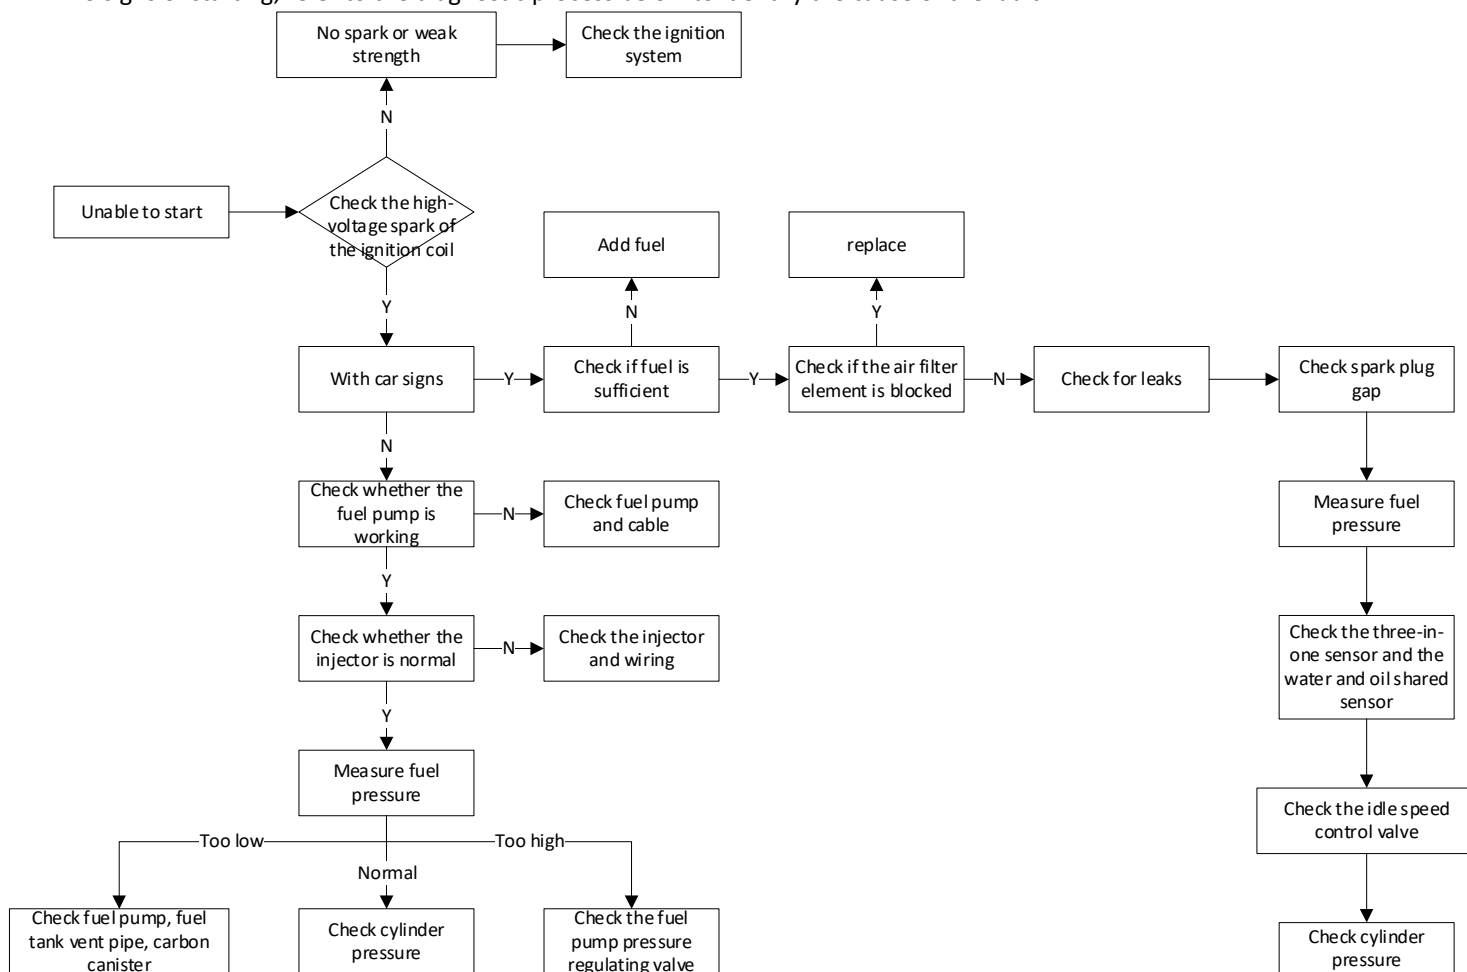 No spark or weak
strength
Check the ignition
system
N
Unable to start
Check the high-
voltage spark of
the ignition coil
Add fuel
replace
Y
N
Y
With car signs
Y
Check if fuel is
sufficient
Y
Check if the air filter
element is blocked
N
Check for leaks
Check spark plug
gap
N
Check whether the
fuel pump is
working
N
Check fuel pump
and cable
Measure fuel
pressure
Y
Check whether the
injector is normal
N
Check the injector
and wiring
Check the three-in-
one sensor and the
water and oil shared
sensor
Y
Measure fuel
pressure
Check the idle speed
control valve
Too low
Too high
Normal
Check fuel pump, fuel
tank vent pipe, carbon
canister
Check cylinder
pressure
Check the fuel
pump pressure
regulating valve
Check cylinder
pressure